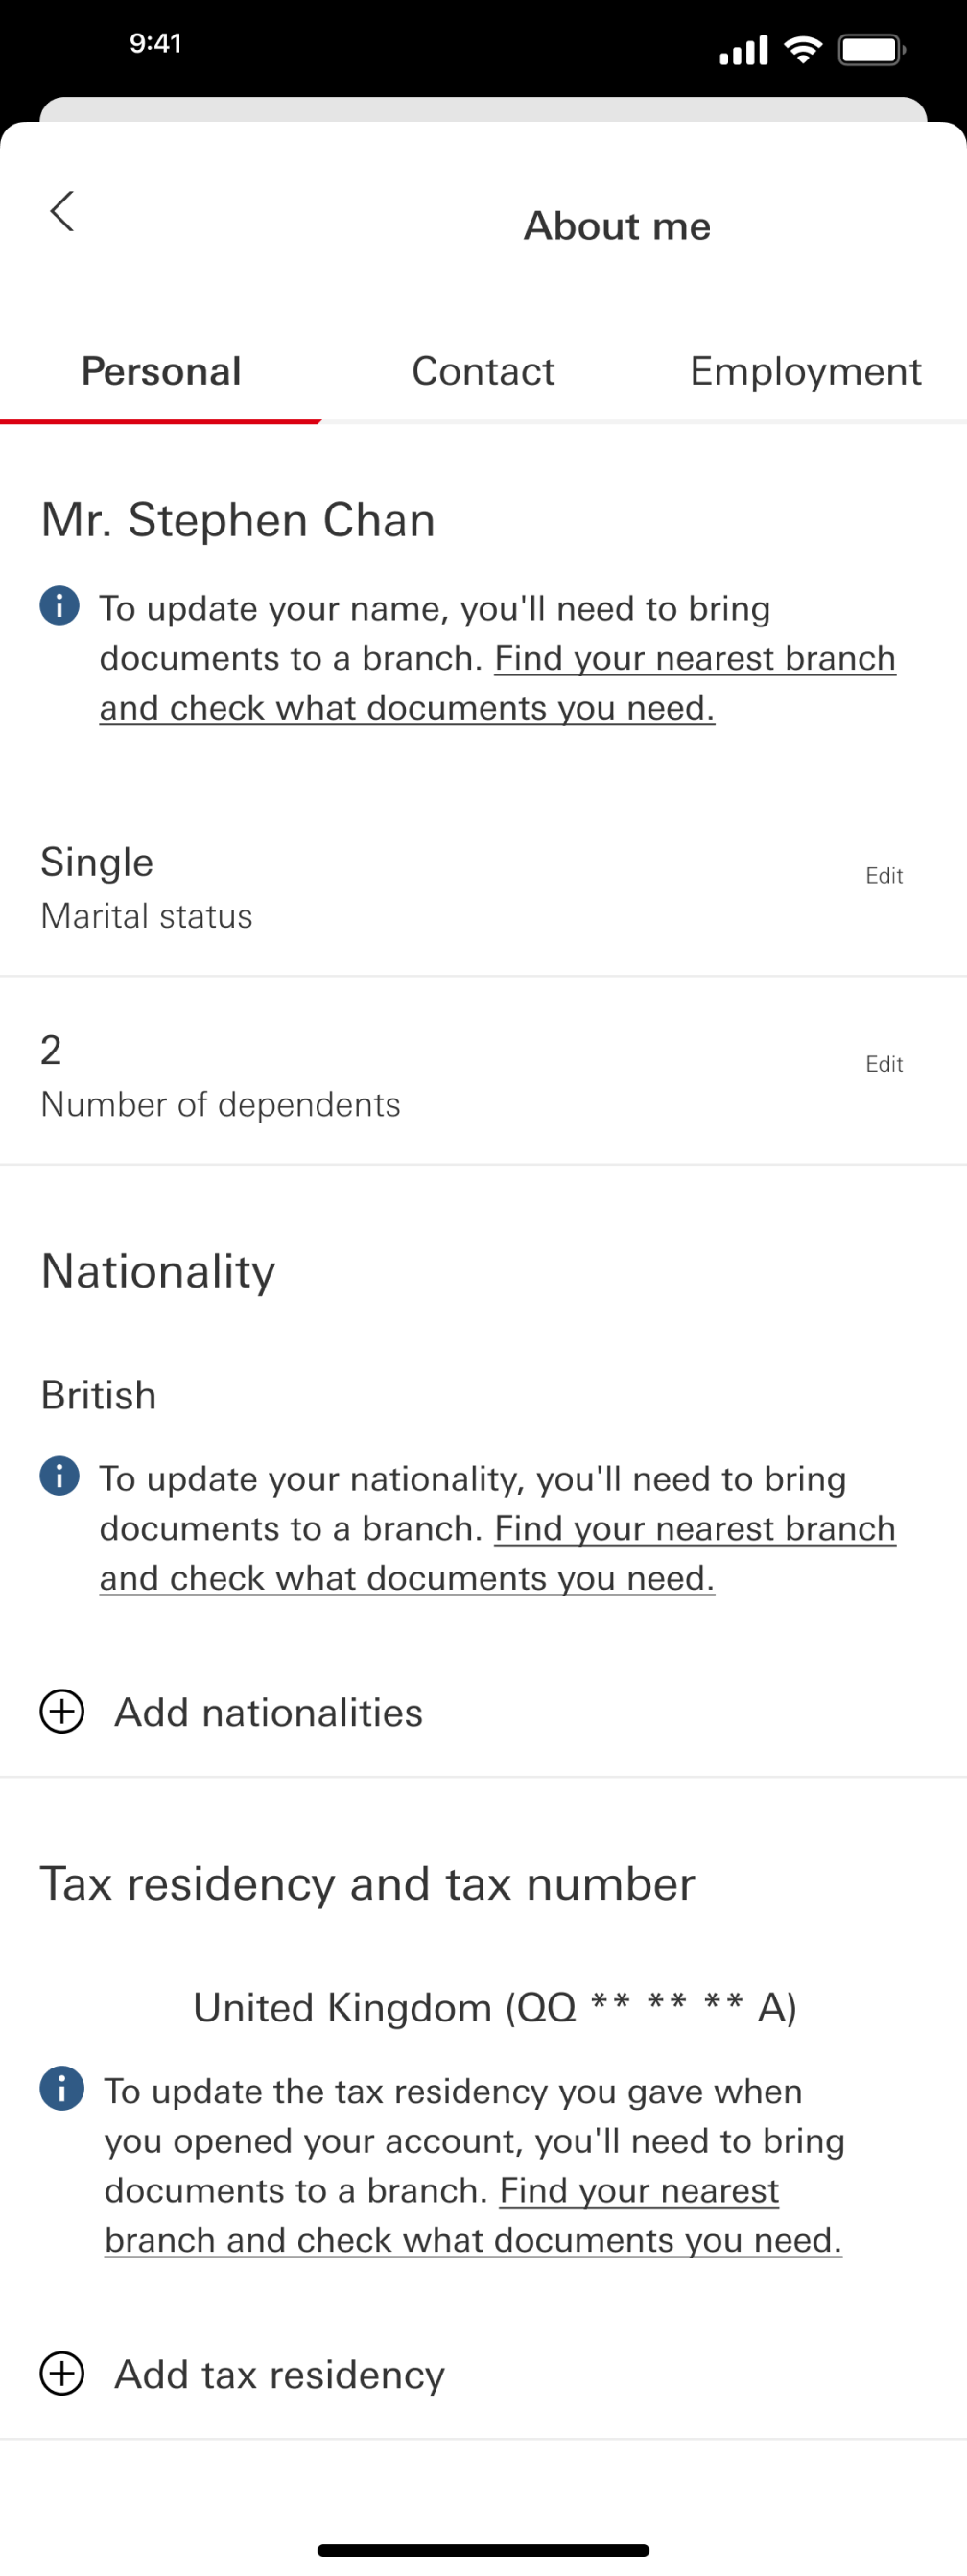 9:41
About me
Personal
Contact
Employment
Mr. Stephen Chan
To update your name, you'll need to bring
documents to a branch. Find your nearest branch
and check what documents you need.
Single
Edit
Marital status
2
Edit
Number of dependents
Nationality
British
To update your nationality, you'll need to bring
documents to a branch. Find your nearest branch
and check what documents you need.
Add nationalities
Tax residency and tax number
United Kingdom (QQ ** ** ** A)
To update the tax residency you gave when
you opened your account, you'll need to bring
documents to a branch. Find your nearest
branch and check what documents you need.
Add tax residency